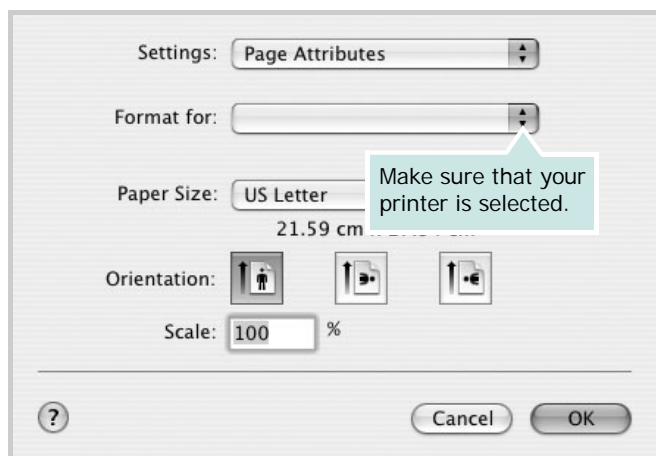 Settings: Page Attributes
Format for:
Make sure that your
printer is selected.
Paper Size: US Letter
21.59 cm
Orientation:
Scale: 100 %
?
Cancel OK